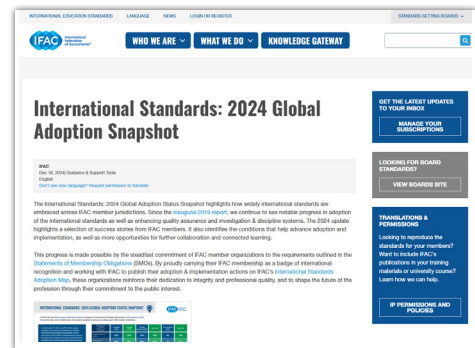 INTERNATIONAL EDUCATION STANDARDS LANGUAGE NEWS LOGIN OR REGISTER STANDARD-SETTING BOARDS
IFAC International Federation of Accountants®
WHO WE ARE WHAT WE DO KNOWLEDGE GATEWAY
International Standards: 2024 Global
Adoption Snapshot
IFAC
Dec 18, 2024 | Guidance & Support Tools
English
Don't see your language? Request permission to translate
The International Standards: 2024 Global Adoption Status Snapshot highlights how widely international standards are
embraced across IFAC member jurisdictions. Since the inaugural 2019 report, we continue to see notable progress in adoption
of the international standards as well as enhancing quality assurance and investigation & discipline systems. The 2024 update
highlights a selection of success stories from IFAC members. It also identifies the conditions that help advance adoption and
implementation, as well as more opportunities for further collaboration and connected learning.
This progress is made possible by the steadfast commitment of IFAC member organizations to the requirements outlined in the
Statements of Membership Obligations (SMOs). By proudly carrying their IFAC membership as a badge of international
recognition and working with IFAC to publish their adoption & implementation actions on IFAC's International Standards
Adoption Map, these organizations reinforce their dedication to integrity and professional quality, and to shape the future of the
profession through their commitment to the public interest.
INTERNATIONAL STANDARDS: 2024 GLOBAL ADOPTION STATUS SNAPSHOT
IFAC
GET THE LATEST UPDATES
TO YOUR INBOX
MANAGE YOUR
SUBSCRIPTIONS
LOOKING FOR BOARD
STANDARDS?
VIEW BOARDS SITE
TRANSLATIONS &
PERMISSIONS
Looking to reproduce the
standards for your members?
Want to include IFAC's
publications in your training
materials or university course?
Learn how we can help.
IP PERMISSIONS AND
POLICIES